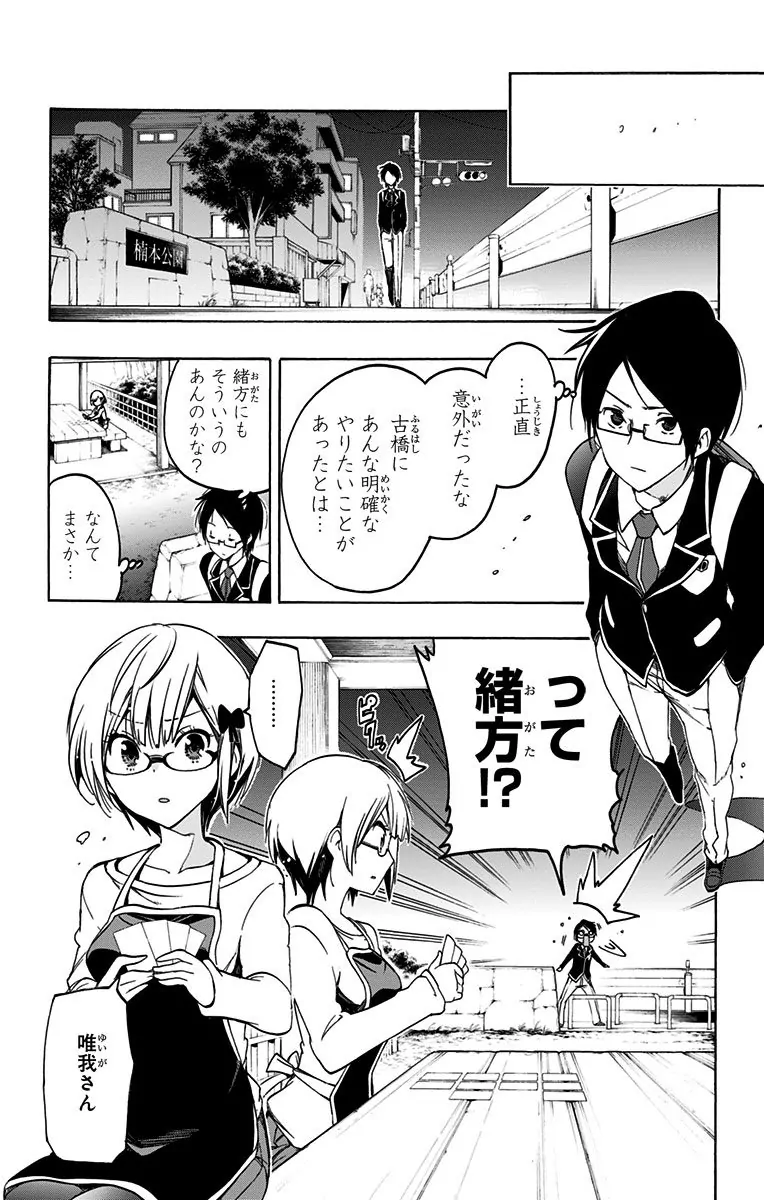 楠本公園
…正直
意外だったな
古橋に
あんな明確な
やりたいことが
あったとは…
緒方にも
そういうの
あんのかな？
なんて
まさか…
って
緒方!?
ピクッ
………
唯我さん